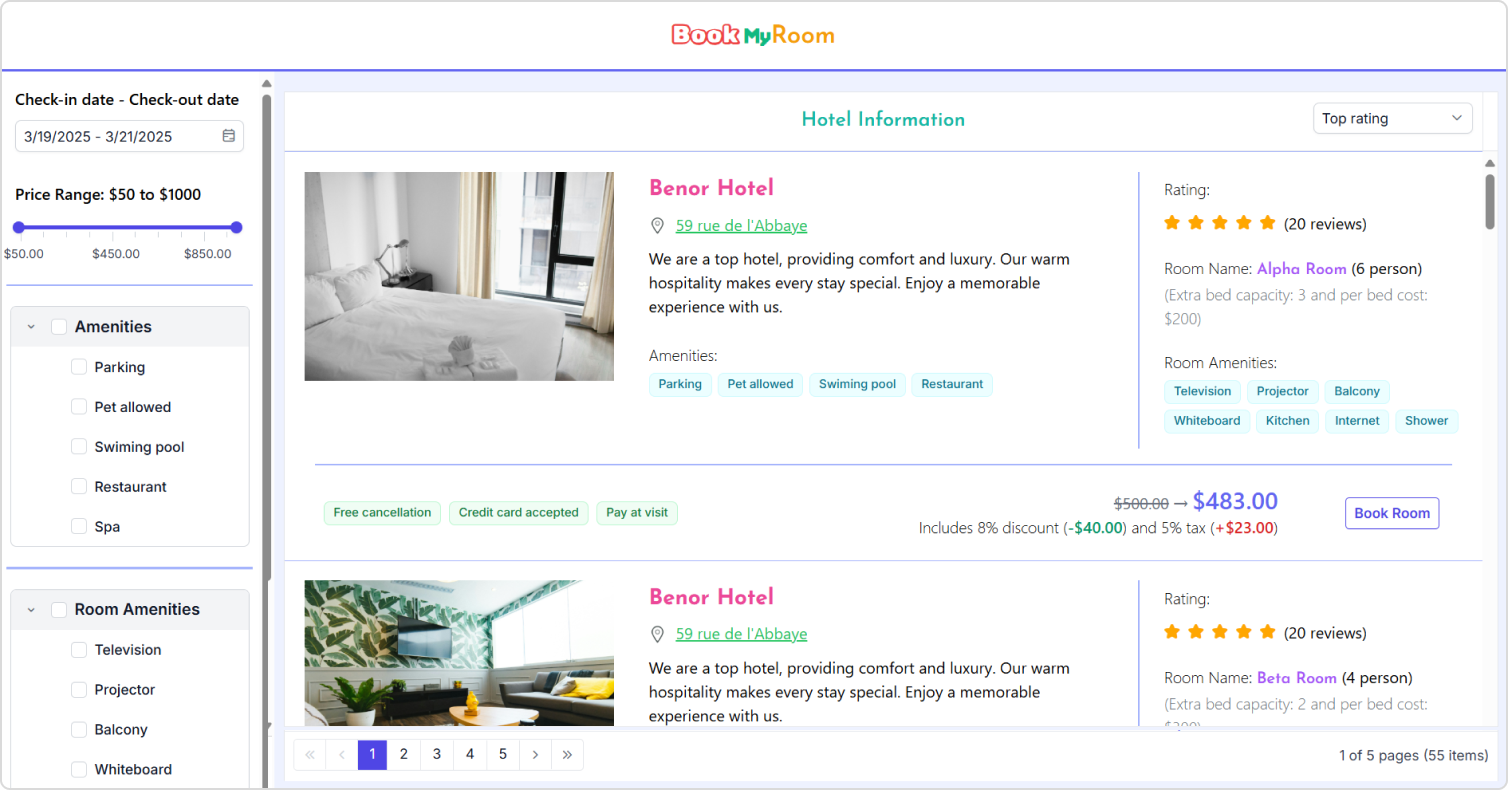 Book My Room
Check-in date - Check-out date
3/19/2025 - 3/21/2025
Price Range: $50 to $1000
$50.00 $450.00 $850.00
Amenities
Parking
Pet allowed
Swiming pool
Restaurant
Spa
Room Amenities
Television
Projector
Balcony
Whiteboard
Hotel Information
Top rating
Benor Hotel
59 rue de l'Abbaye
We are a top hotel, providing comfort and luxury. Our warm
hospitality makes every stay special. Enjoy a memorable
experience with us.
Amenities:
Parking Pet allowed Swiming pool Restaurant
Rating:
(20 reviews)
Room Name: Alpha Room (6 person)
(Extra bed capacity: 3 and per bed cost:
$200)
Room Amenities:
Television Projector Balcony
Whiteboard Kitchen Internet Shower
Free cancellation Credit card accepted Pay at visit
$500.00 → $483.00
Includes 8% discount (-$40.00) and 5% tax (+$23.00)
Book Room
Benor Hotel
59 rue de l'Abbaye
We are a top hotel, providing comfort and luxury. Our warm
hospitality makes every stay special. Enjoy a memorable
experience with us.
Rating:
(20 reviews)
Room Name: Beta Room (4 person)
(Extra bed capacity: 2 and per bed cost:
« ‹ 1 2 3 4 5 › »
1 of 5 pages (55 items)